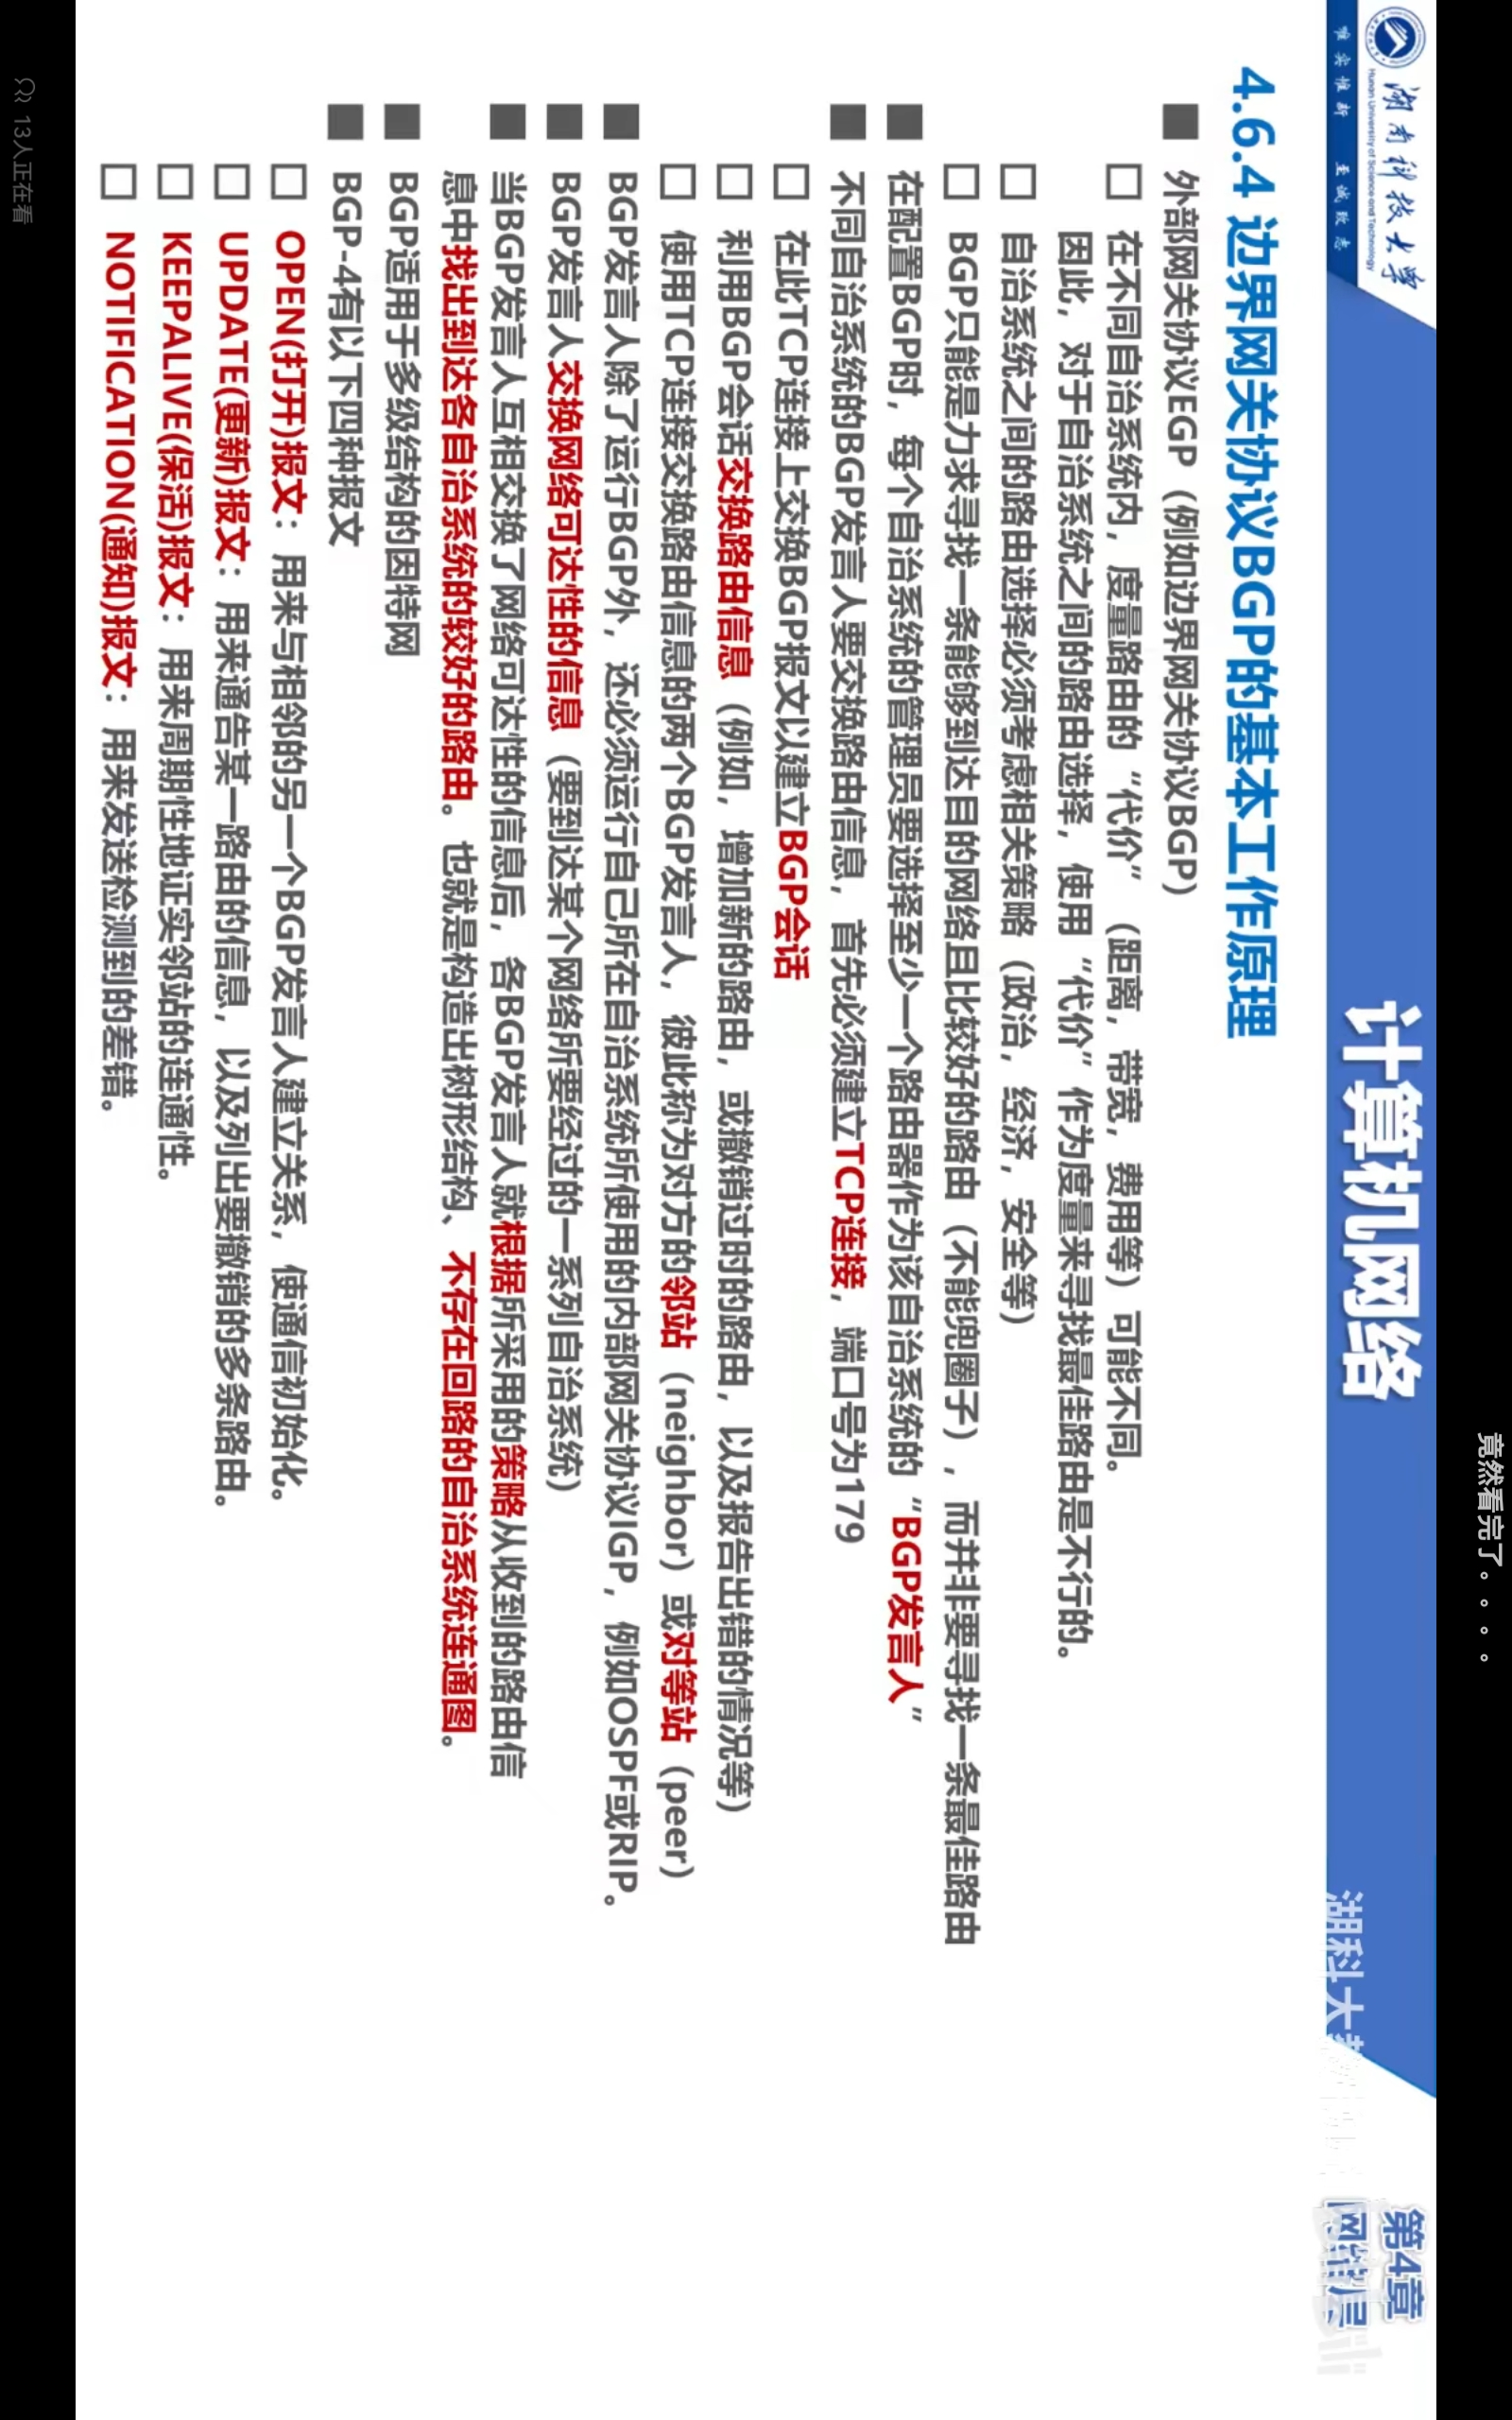 湖南科技大学
Hunan University of Science and Technology
唯实惟新 至诚致志
计算机网络
湖科大
第4章
网络层
4.6.4 边界网关协议BGP的基本工作原理
■ 外部网关协议EGP（例如边界网关协议BGP）
□ 在不同自治系统内，度量路由的“代价”（距离，带宽，费用等）可能不同。
因此，对于自治系统之间的路由选择，使用“代价”作为度量来寻找最佳路由是不行的。
□ 自治系统之间的路由选择必须考虑相关策略（政治，经济，安全等）
□ BGP只能是力求寻找一条能够到达目的网络且比较好的路由（不能兜圈子），而并非要寻找一条最佳路由
■ 在配置BGP时，每个自治系统的管理员要选择至少一个路由器作为该自治系统的“BGP发言人”
■ 不同自治系统的BGP发言人要交换路由信息，首先必须建立TCP连接，端口号为179
□ 在此TCP连接上交换BGP报文以建立BGP会话
□ 利用BGP会话交换路由信息（例如，增加新的路由，或撤销过时的路由，以及报告出错的情况等）
□ 使用TCP连接交换路由信息的两个BGP发言人，彼此称为对方的邻站（neighbor）或对等站（peer）
■ BGP发言人除了运行BGP外，还必须运行自己所在自治系统所使用的内部网关协议IGP，例如OSPF或RIP。
■ BGP发言人交换网络可达性的信息（要到达某个网络所要经过的一系列自治系统）
■ 当BGP发言人互相交换了网络可达性的信息后，各BGP发言人就根据所采用的策略从收到的路由信
息中找出到达各自治系统的较好的路由。也就是构造出树形结构、不存在回路的自治系统连通图。
■ BGP适用于多级结构的因特网
■ BGP-4有以下四种报文
□ OPEN(打开)报文：用来与相邻的另一个BGP发言人建立关系，使通信初始化。
□ UPDATE(更新)报文：用来通告某一路由的信息，以及列出要撤销的多条路由。
□ KEEPALIVE(保活)报文：用来周期性地证实邻站的连通性。
□ NOTIFICATION(通知)报文：用来发送检测到的差错。
竟然看完了。。。。
13人正在看